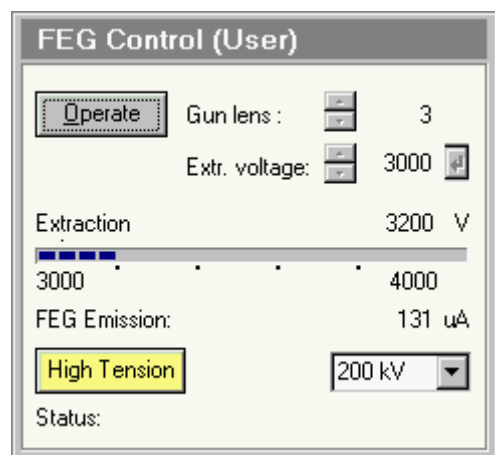 FEG Control (User)
Operate Gun lens : 3
Extr. voltage: 3000
Extraction 3200 V
3000 4000
FEG Emission: 131 uA
High Tension 200 kV
Status: